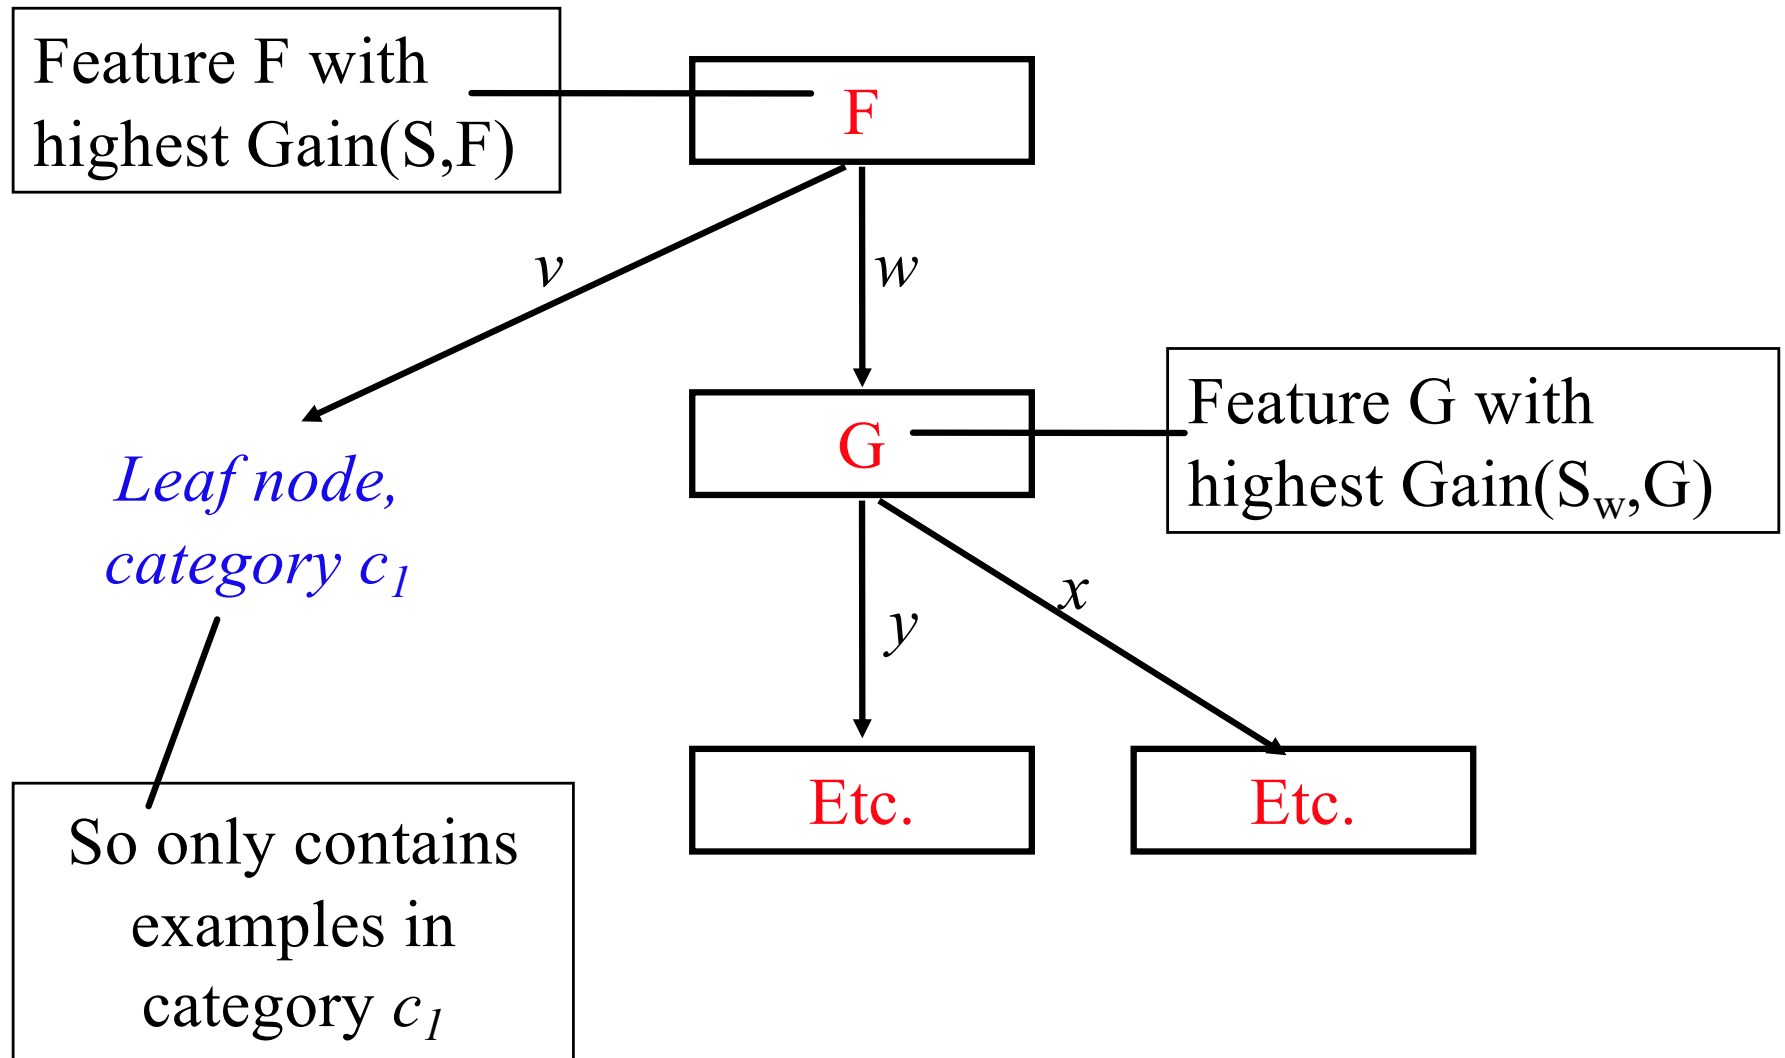 Feature F with
highest Gain(S,F)
F
v
w
Leaf node,
category c1
G
Feature G with
highest Gain(Sw,G)
y
x
Etc.
Etc.
So only contains
examples in
category c1